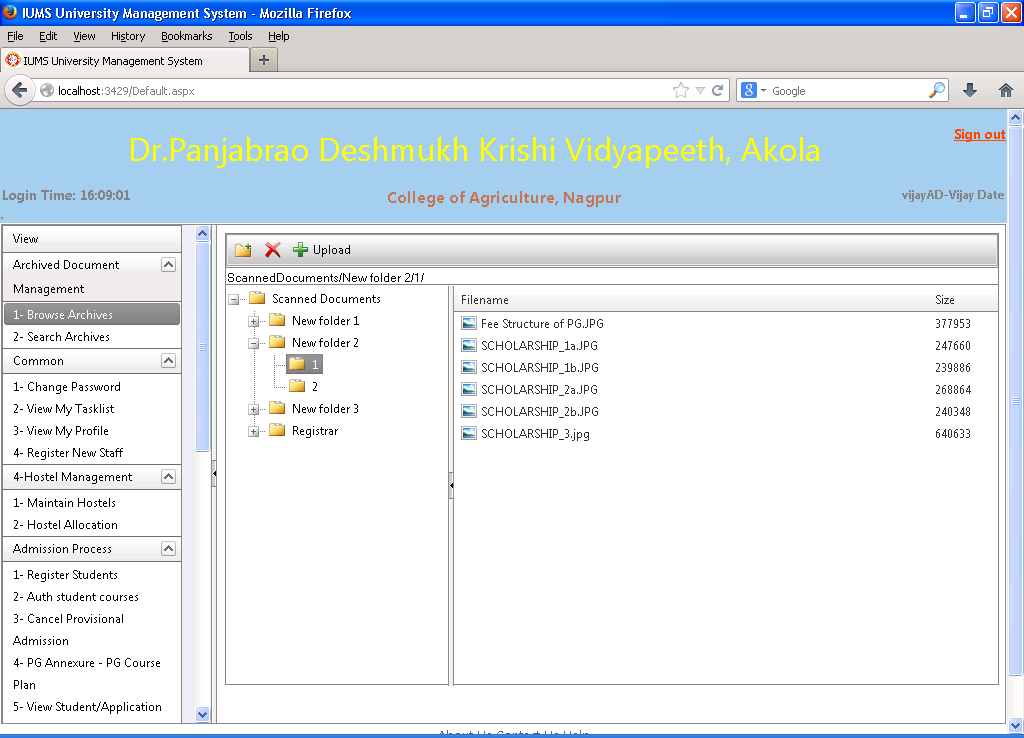 IUMS University Management System - Mozilla Firefox
File Edit View History Bookmarks Tools Help
IUMS University Management System
localhost:3429/Default.aspx
Google
Sign out
Dr.Panjabrao Deshmukh Krishi Vidyapeeth, Akola
Login Time: 16:09:01
College of Agriculture, Nagpur
vijayAD-Vijay Date
.
View
Archived Document
Management
1- Browse Archives
2- Search Archives
Common
1- Change Password
2- View My Tasklist
3- View My Profile
4- Register New Staff
4-Hostel Management
1- Maintain Hostels
2- Hostel Allocation
Admission Process
1- Register Students
2- Auth student courses
3- Cancel Provisional
Admission
4- PG Annexure - PG Course
Plan
5- View Student/Application
Upload
ScannedDocuments/New folder 2/1/
Scanned Documents
New folder 1
New folder 2
1
2
New folder 3
Registrar
Filename Size
Fee Structure of PG.JPG 377953
SCHOLARSHIP_1a.JPG 247660
SCHOLARSHIP_1b.JPG 239886
SCHOLARSHIP_2a.JPG 268864
SCHOLARSHIP_2b.JPG 240348
SCHOLARSHIP_3.jpg 640633
About Us Contact Us Help